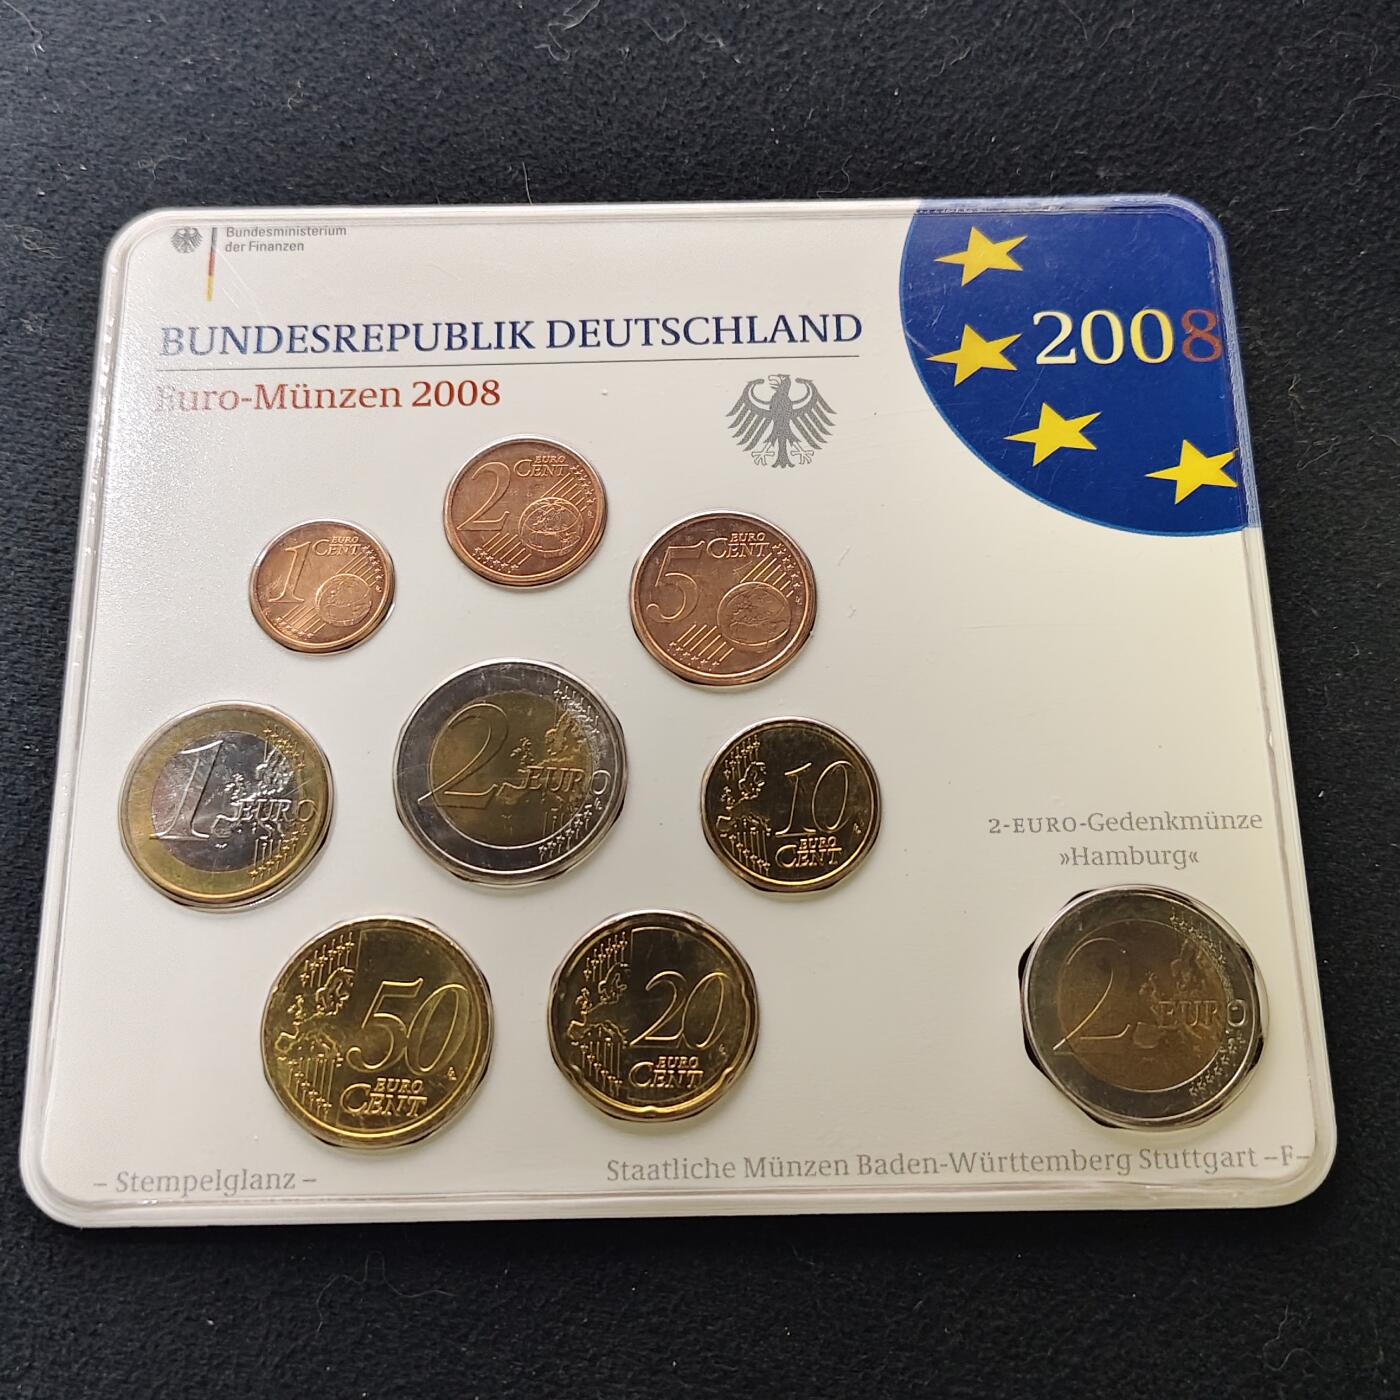 Bundesministerium
der Finanzen
BUNDESREPUBLIK DEUTSCHLAND
Euro-Münzen 2008
2008
2 EURO CENT
1 EURO CENT
5 EURO CENT
1 EURO
2 EURO
10 EURO CENT
2-EURO-Gedenkmünze
»Hamburg«
50 EURO CENT
20 EURO CENT
2 EURO
– Stempelglanz –
Staatliche Münzen Baden-Württemberg Stuttgart –F–